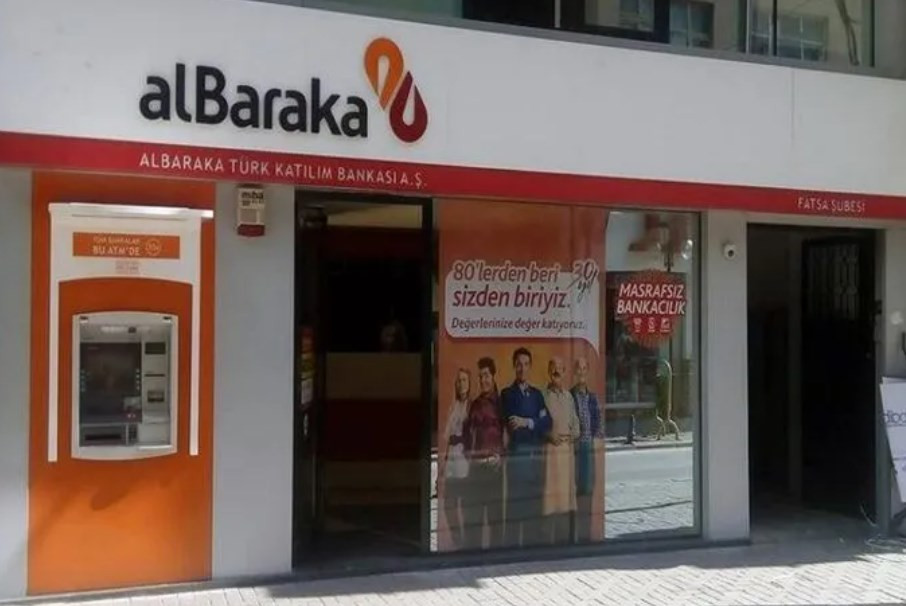 alBaraka
ALBARAKA TÜRK KATILIM BANKASI A.Ş.
FATSA ŞUBESİ
TÜM BANKALAR
BU ATM'DE
80'lerden beri
sizden biriyiz.
30 yıl
Değerlerinize değer katıyoruz.
MASRAFSIZ
BANKACILIK